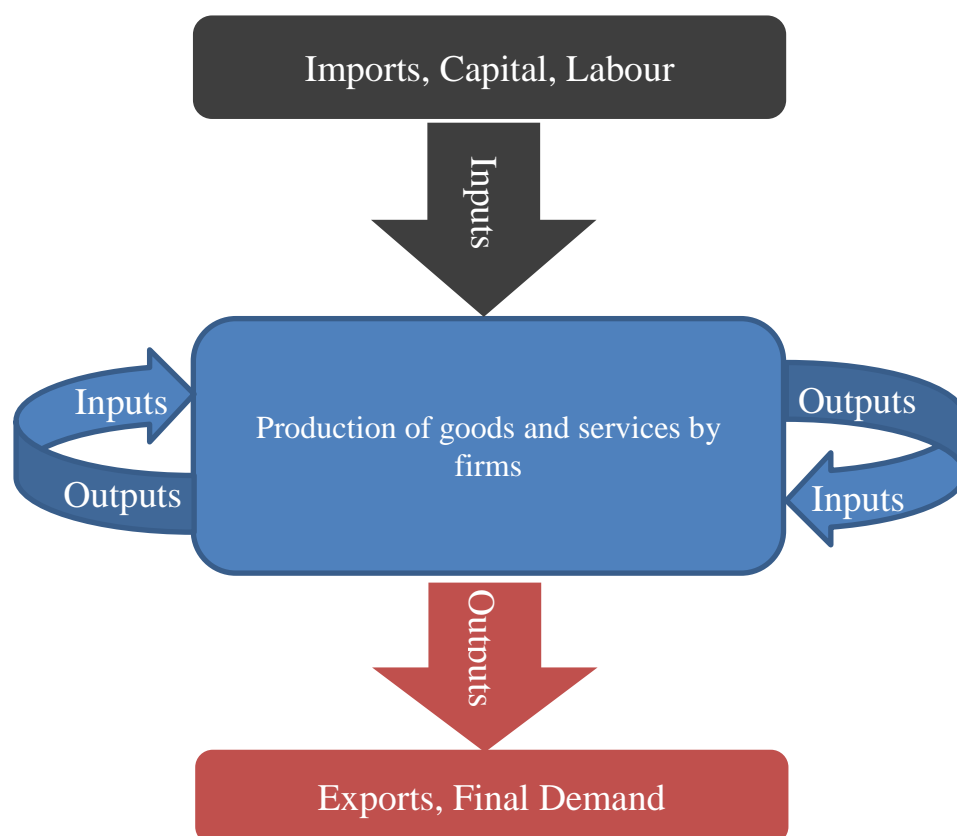 Imports, Capital, Labour
Inputs
Inputs
Outputs
Production of goods and services by
firms
Outputs
Inputs
Outputs
Exports, Final Demand